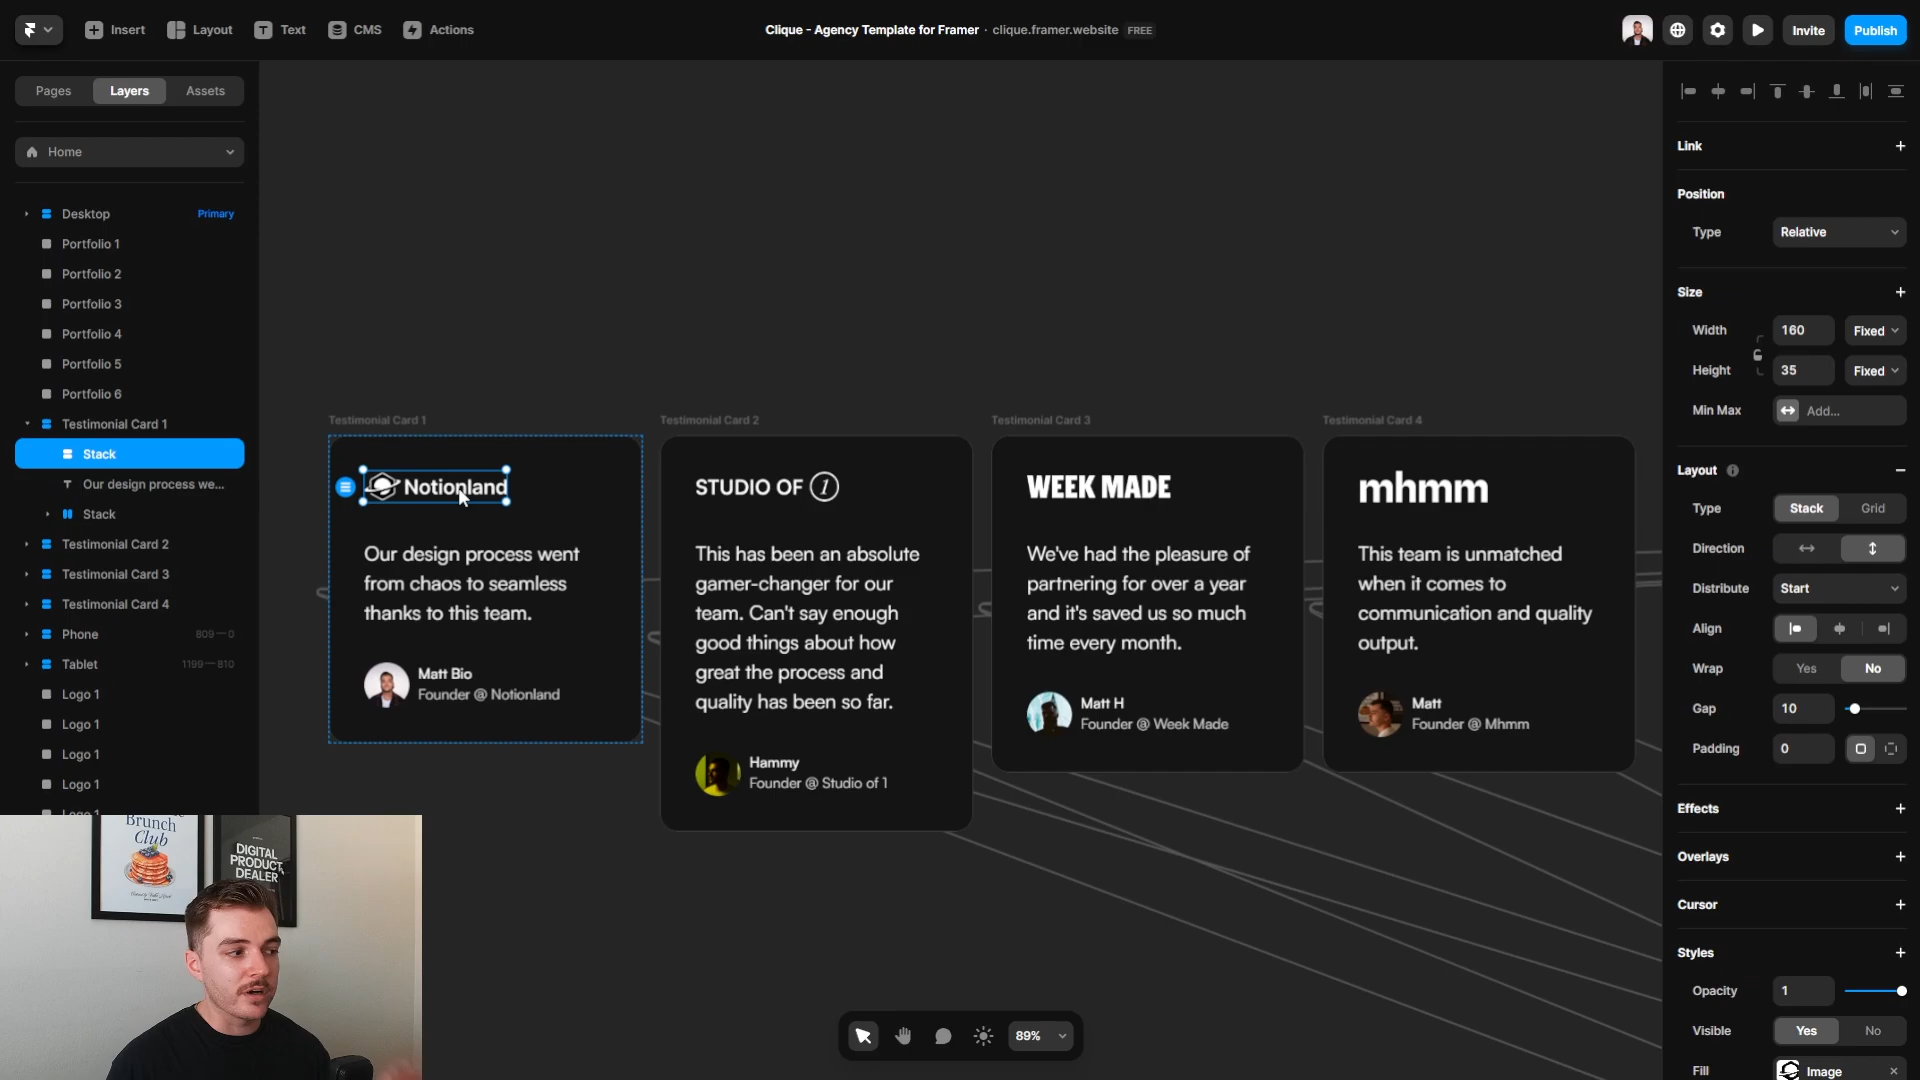 Insert
Layout
Text
CMS
Actions
Clique - Agency Template for Framer · clique.framer.website FREE
Invite
Publish
Pages
Layers
Assets
Home
Desktop
Primary
Portfolio 1
Portfolio 2
Portfolio 3
Portfolio 4
Portfolio 5
Portfolio 6
Testimonial Card 1
Stack
Our design process we...
Stack
Testimonial Card 2
Testimonial Card 3
Testimonial Card 4
Phone
809—0
Tablet
1199—810
Logo 1
Logo 1
Logo 1
Logo 1
Logo 1
Testimonial Card 1
Notionland
Our design process went
from chaos to seamless
thanks to this team.
Matt Bio
Founder @ Notionland
Testimonial Card 2
STUDIO OF 1
This has been an absolute
gamer-changer for our
team. Can't say enough
good things about how
great the process and
quality has been so far.
Hammy
Founder @ Studio of 1
Testimonial Card 3
WEEK MADE
We've had the pleasure of
partnering for over a year
and it's saved us so much
time every month.
Matt H
Founder @ Week Made
Testimonial Card 4
mhmm
This team is unmatched
when it comes to
communication and quality
output.
Matt
Founder @ Mhmm
89%
Link
Position
Type
Relative
Size
Width
160
Fixed
Height
35
Fixed
Min Max
Add...
Layout
Type
Stack
Grid
Direction
Distribute
Start
Align
Wrap
Yes
No
Gap
10
Padding
0
Effects
Overlays
Cursor
Styles
Opacity
1
Visible
Yes
No
Fill
Image
Brunch
Club
DIGITAL
PRODUCT
DEALER